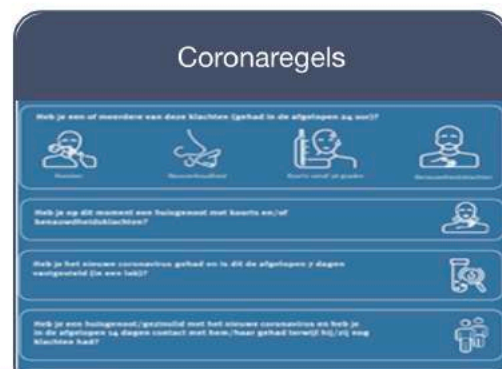 Coronaregels
Heb je een of meerdere van deze klachten (gehad in de afgelopen 24 uur)?
Hoesten
Neusverkoudheid
Koorts vanaf 38 graden
Benauwdheidsklachten
Heb je op dit moment een huisgenoot met koorts en/of
benauwdheidsklachten?
Heb je het nieuwe coronavirus gehad en is dit de afgelopen 7 dagen
vastgesteld (in een lab)?
Heb je een huisgenoot/gezinslid met het nieuwe coronavirus en heb je
in de afgelopen 14 dagen contact met hem/haar gehad terwijl hij/zij nog
klachten had?